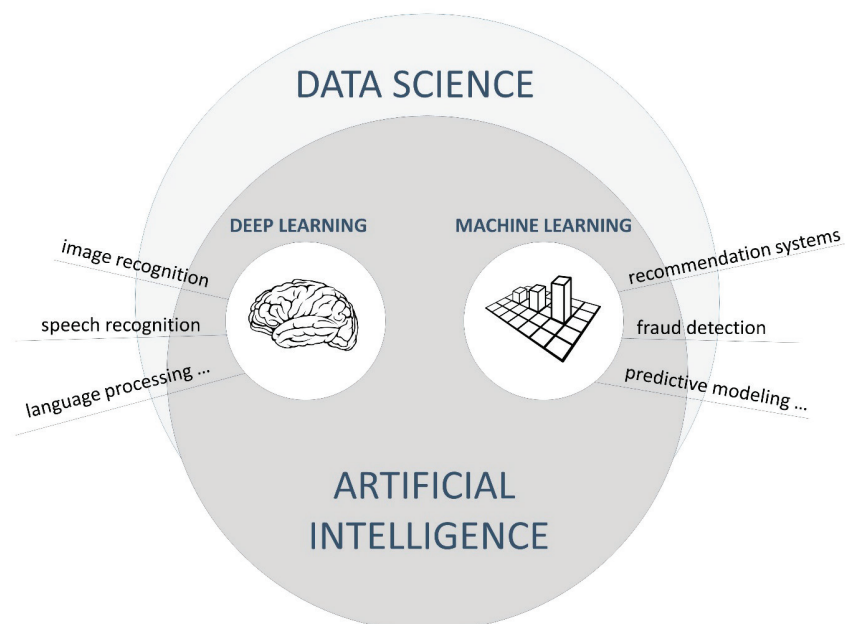 DATA SCIENCE
DEEP LEARNING
MACHINE LEARNING
image recognition
speech recognition
language processing ...
recommendation systems
fraud detection
predictive modeling ...
ARTIFICIAL
INTELLIGENCE